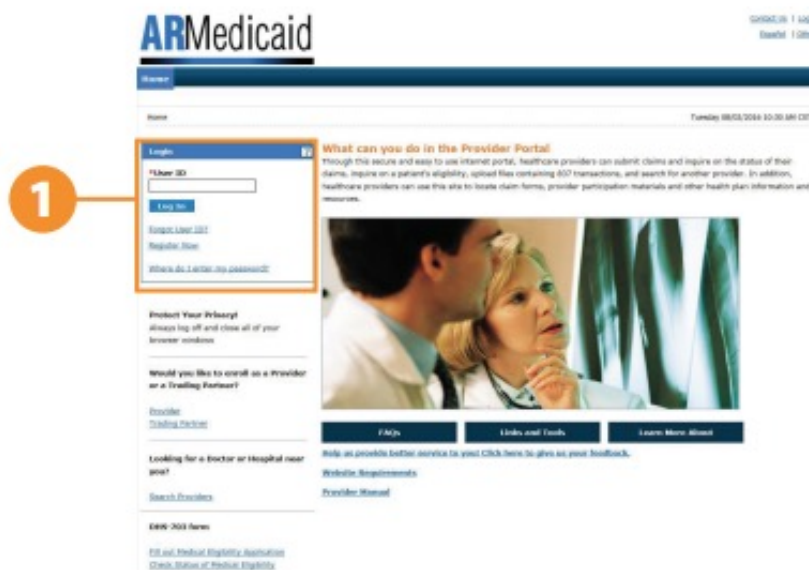 ARMedicaid
Contact Us | Log
Español | Oth
Home
Home
Tuesday 08/02/2016 10:30 AM CST
1
Login
?
*User ID
Log In
Forgot User ID?
Register Now
Where do I enter my password?
What can you do in the Provider Portal
Through this secure and easy to use internet portal, healthcare providers can submit claims and inquire on the status of their
claims, inquire on a patient's eligibility, upload files containing 837 transactions, and search for another provider. In addition,
healthcare providers can use this site to locate claim forms, provider participation materials and other health plan information and
resources.
Protect Your Privacy!
Always log off and close all of your
browser windows
Would you like to enroll as a Provider
or a Trading Partner?
Provider
Trading Partner
Looking for a Doctor or Hospital near
you?
Search Providers
DHS-703 form
Fill out Medical Eligibility Application
Check Status of Medical Eligibility
FAQs
Links and Tools
Learn More About
Help us provide better service to you! Click here to give us your feedback.
Website Requirements
Provider Manual